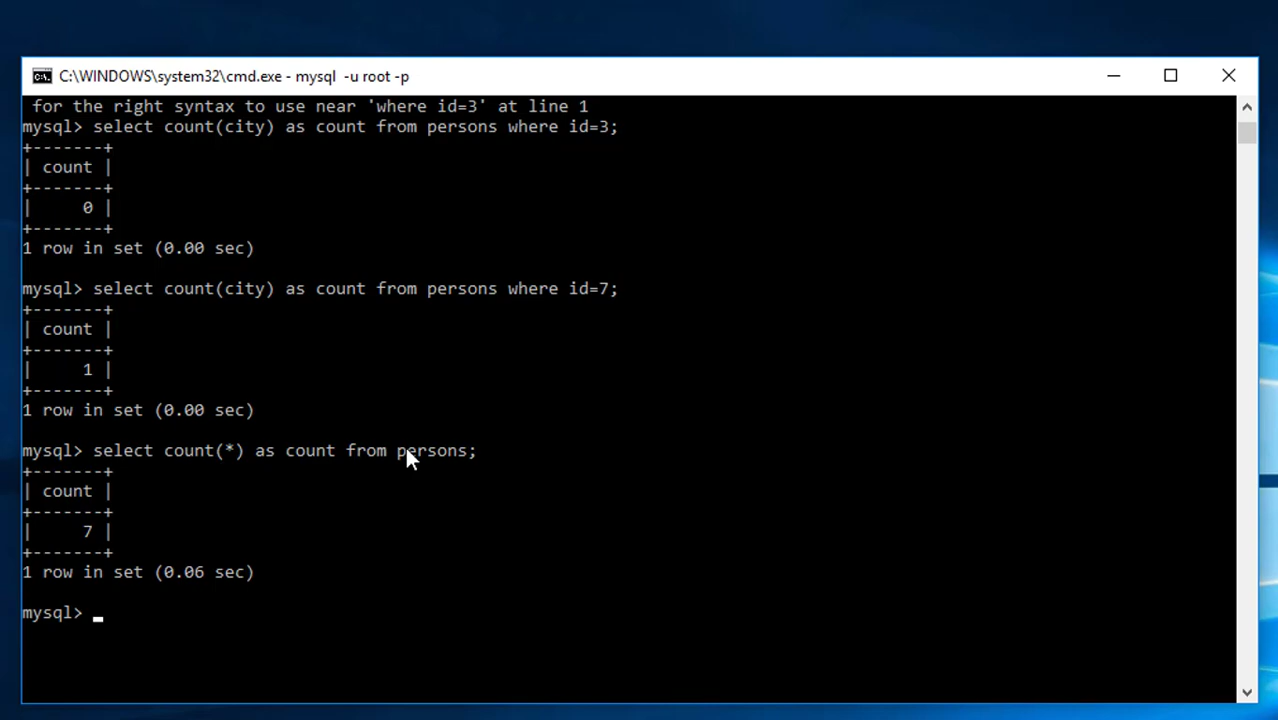 C:\WINDOWS\system32\cmd.exe - mysql  -u root -p
for the right syntax to use near 'where id=3' at line 1
mysql> select count(city) as count from persons where id=3;
+-------+
| count |
+-------+
|     0 |
+-------+
1 row in set (0.00 sec)
mysql> select count(city) as count from persons where id=7;
+-------+
| count |
+-------+
|     1 |
+-------+
1 row in set (0.00 sec)
mysql> select count(*) as count from persons;
+-------+
| count |
+-------+
|     7 |
+-------+
1 row in set (0.06 sec)
mysql> _